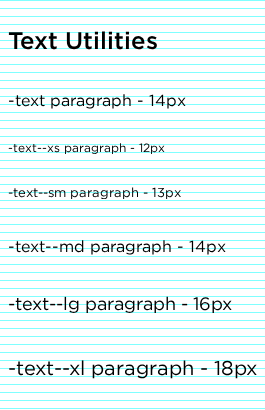 Text Utilities
-text paragraph - 14px
-text--xs paragraph - 12px
-text--sm paragraph - 13px
-text--md paragraph - 14px
-text--lg paragraph - 16px
-text--xl paragraph - 18px